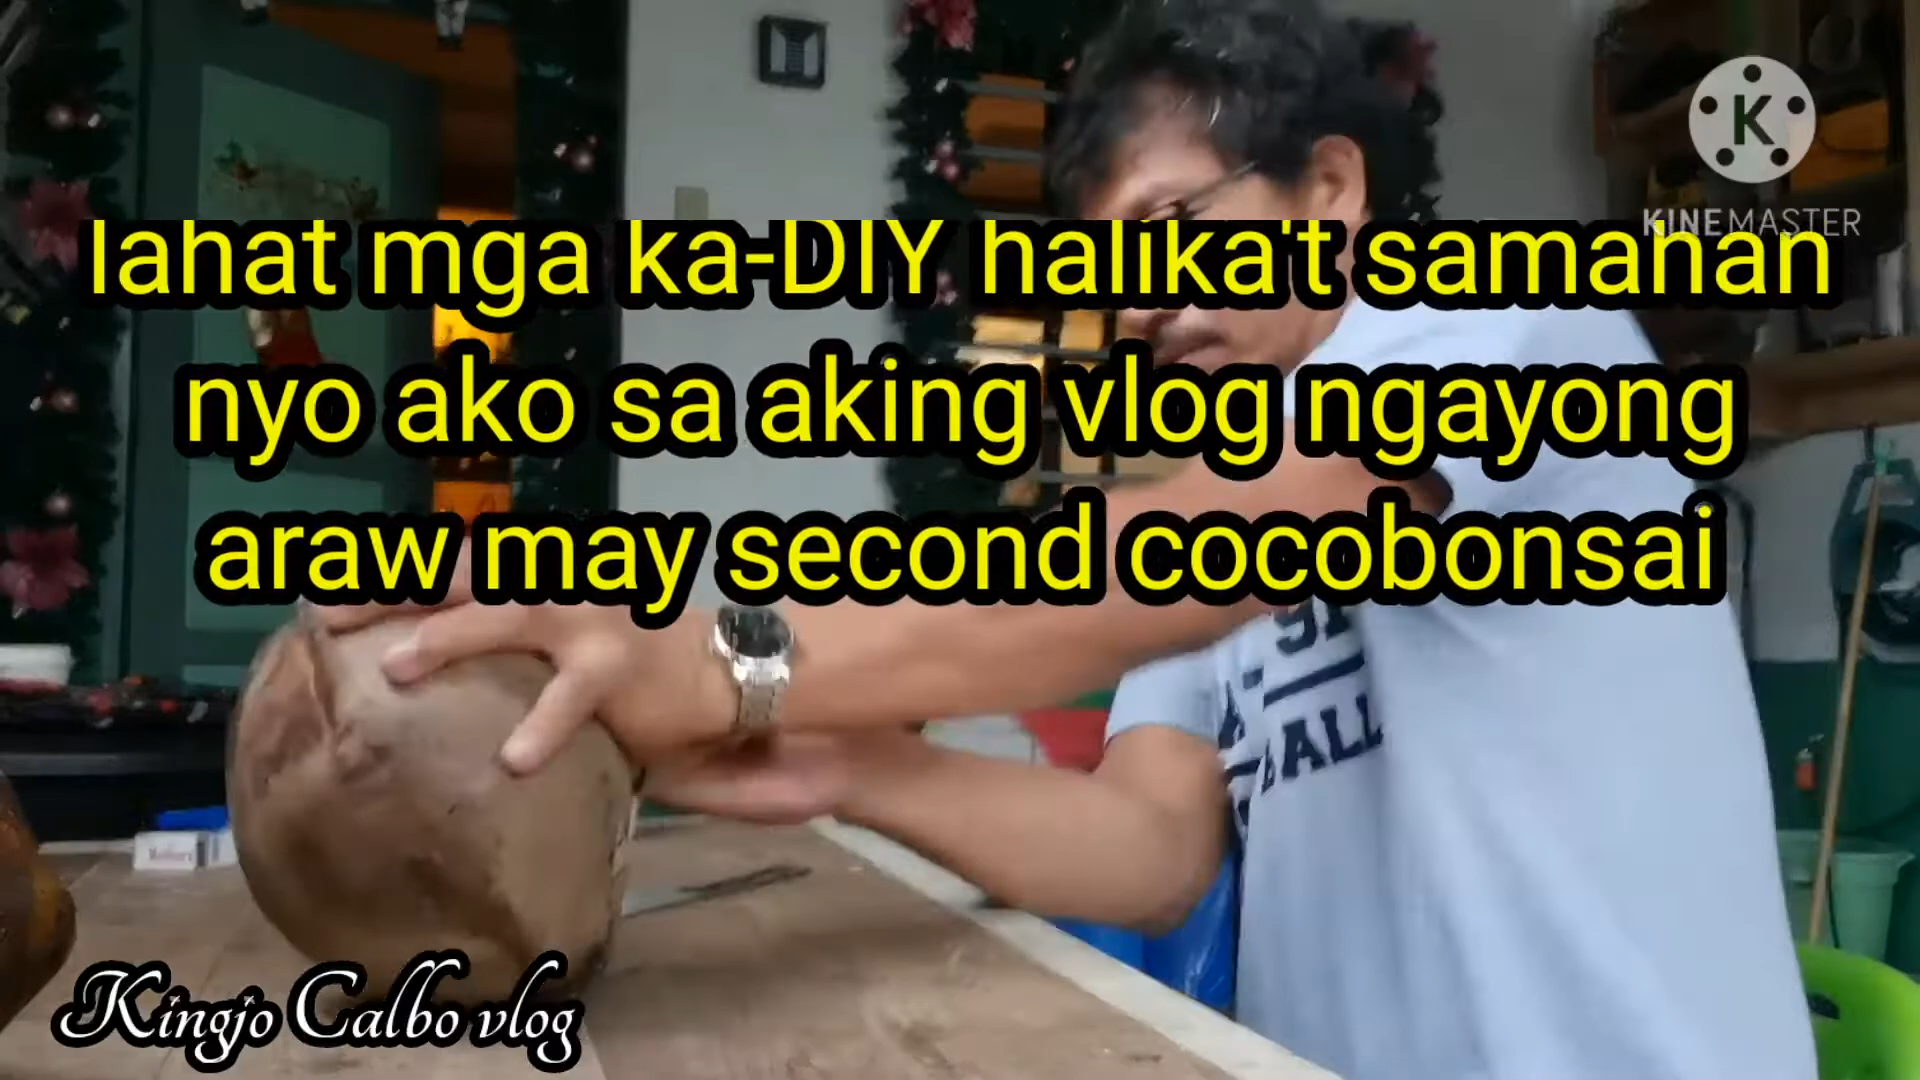 K
KINEMASTER
lahat mga ka-DIY halika't samahan
nyo ako sa aking vlog ngayong
araw may second cocobonsai
ALL
Kingjo Calbo vlog